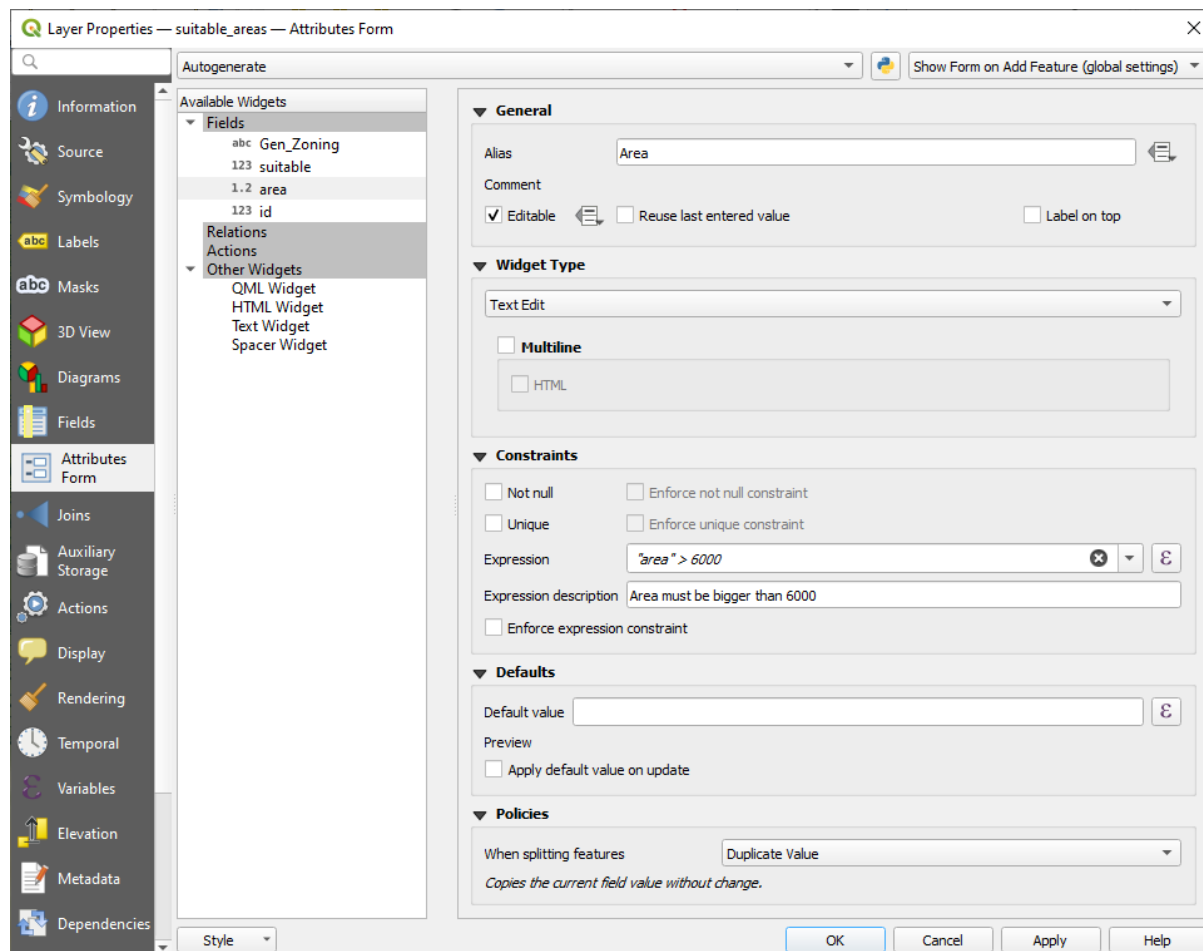 Layer Properties — suitable_areas — Attributes Form
Autogenerate
Show Form on Add Feature (global settings)
Information
Source
Symbology
abc Labels
abc Masks
3D View
Diagrams
Fields
Attributes
Form
Joins
Auxiliary
Storage
Actions
Display
Rendering
Temporal
ε Variables
Elevation
Metadata
Dependencies
Available Widgets
Fields
abc Gen_Zoning
123 suitable
1.2 area
123 id
Relations
Actions
Other Widgets
QML Widget
HTML Widget
Text Widget
Spacer Widget
Style
General
Alias Area
Comment
Editable Reuse last entered value Label on top
Widget Type
Text Edit
Multiline
HTML
Constraints
Not null Enforce not null constraint
Unique Enforce unique constraint
Expression "area" > 6000 ε
Expression description Area must be bigger than 6000
Enforce expression constraint
Defaults
Default value ε
Preview
Apply default value on update
Policies
When splitting features Duplicate Value
Copies the current field value without change.
OK Cancel Apply Help